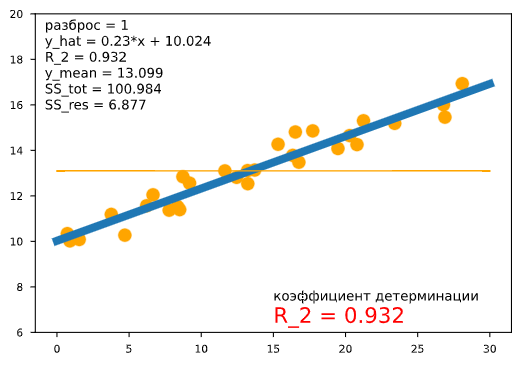 разброс = 1
y_hat = 0.23*x + 10.024
R_2 = 0.932
y_mean = 13.099
SS_tot = 100.984
SS_res = 6.877
20
18
16
14
12
10
8
6
коэффициент детерминации
R_2 = 0.932
0 5 10 15 20 25 30